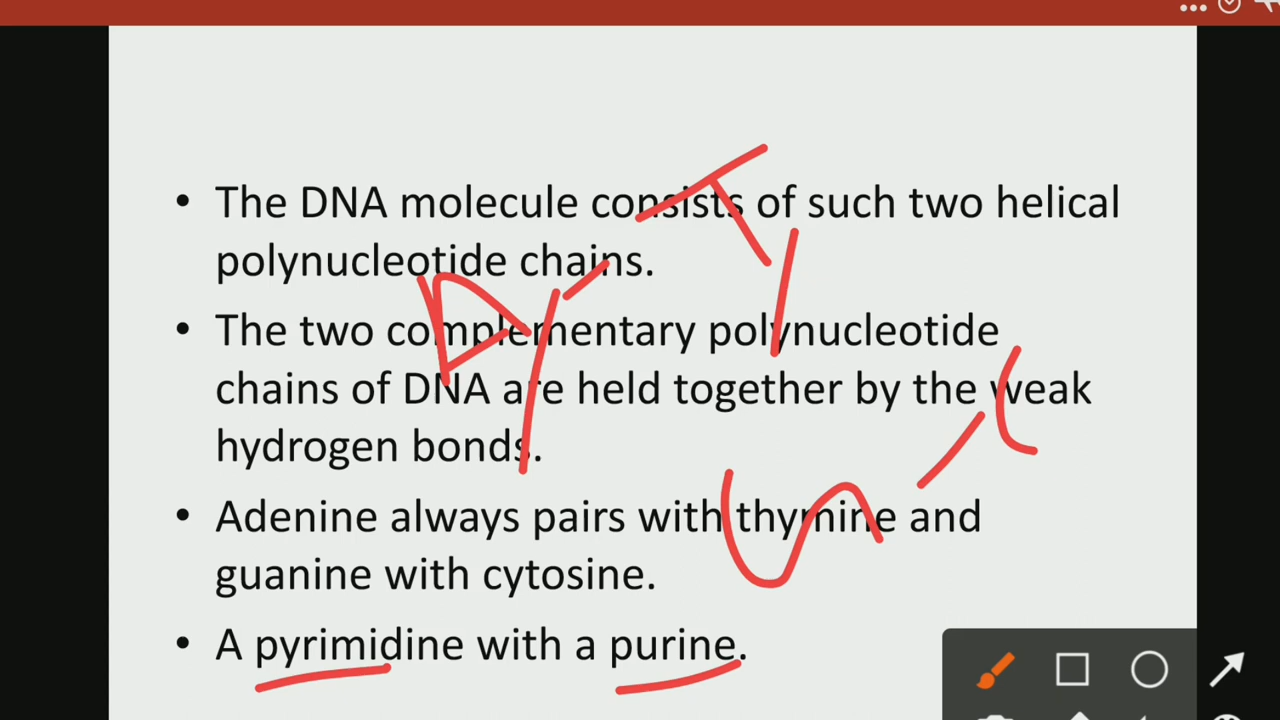 • The DNA molecule consists of such two helical
polynucleotide chains.
• The two complementary polynucleotide
chains of DNA are held together by the weak
hydrogen bonds.
• Adenine always pairs with thymine and
guanine with cytosine.
• A pyrimidine with a purine.
A - T
C